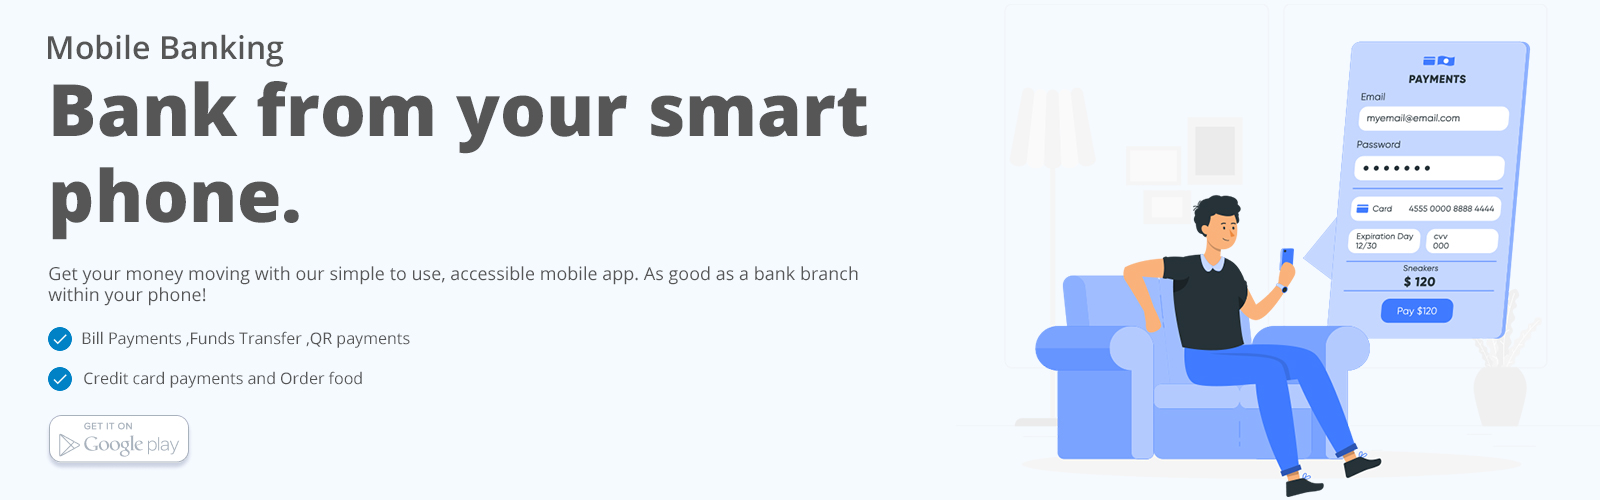 Mobile Banking
Bank from your smart
phone.
Get your money moving with our simple to use, accessible mobile app. As good as a bank branch
within your phone!
Bill Payments ,Funds Transfer ,QR payments
Credit card payments and Order food
GET IT ON
Google play
PAYMENTS
Email
myemail@email.com
Password
Card 4555 0000 8888 4444
Expiration Day
12/30
cvv
000
Sneakers
$ 120
Pay $120